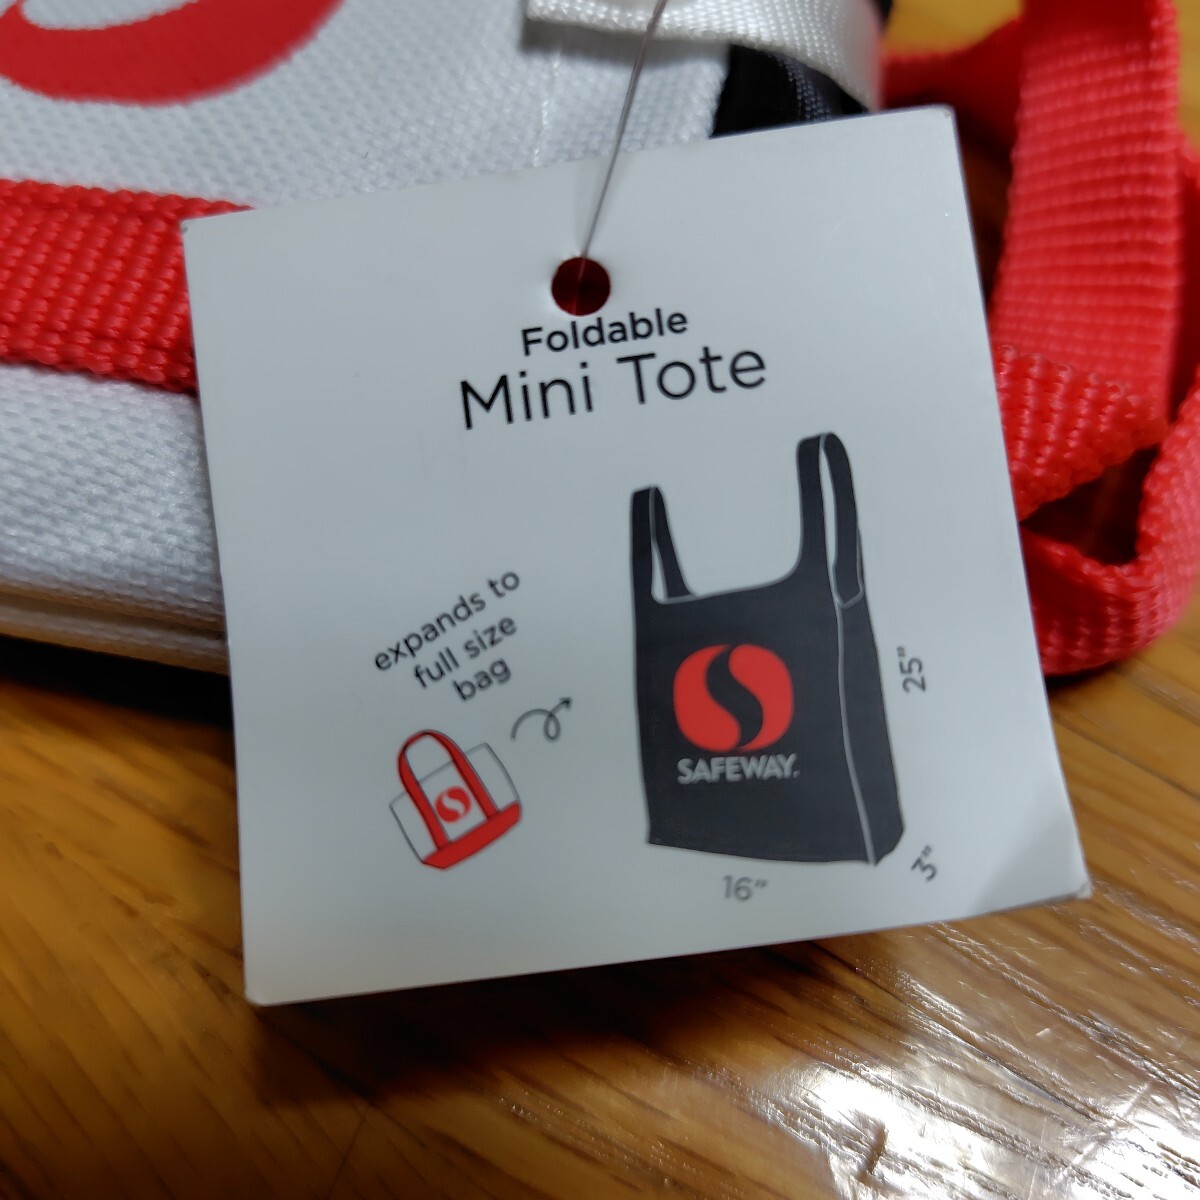 Foldable
Mini Tote
expands to
full size
bag
SAFEWAY.
25"
16"
3"